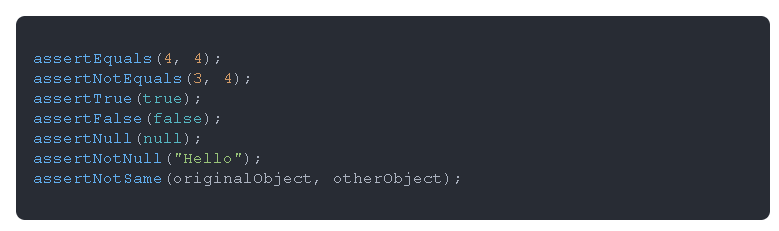 assertEquals(4, 4);
assertNotEquals(3, 4);
assertTrue(true);
assertFalse(false);
assertNull(null);
assertNotNull("Hello");
assertNotSame(originalObject, otherObject);